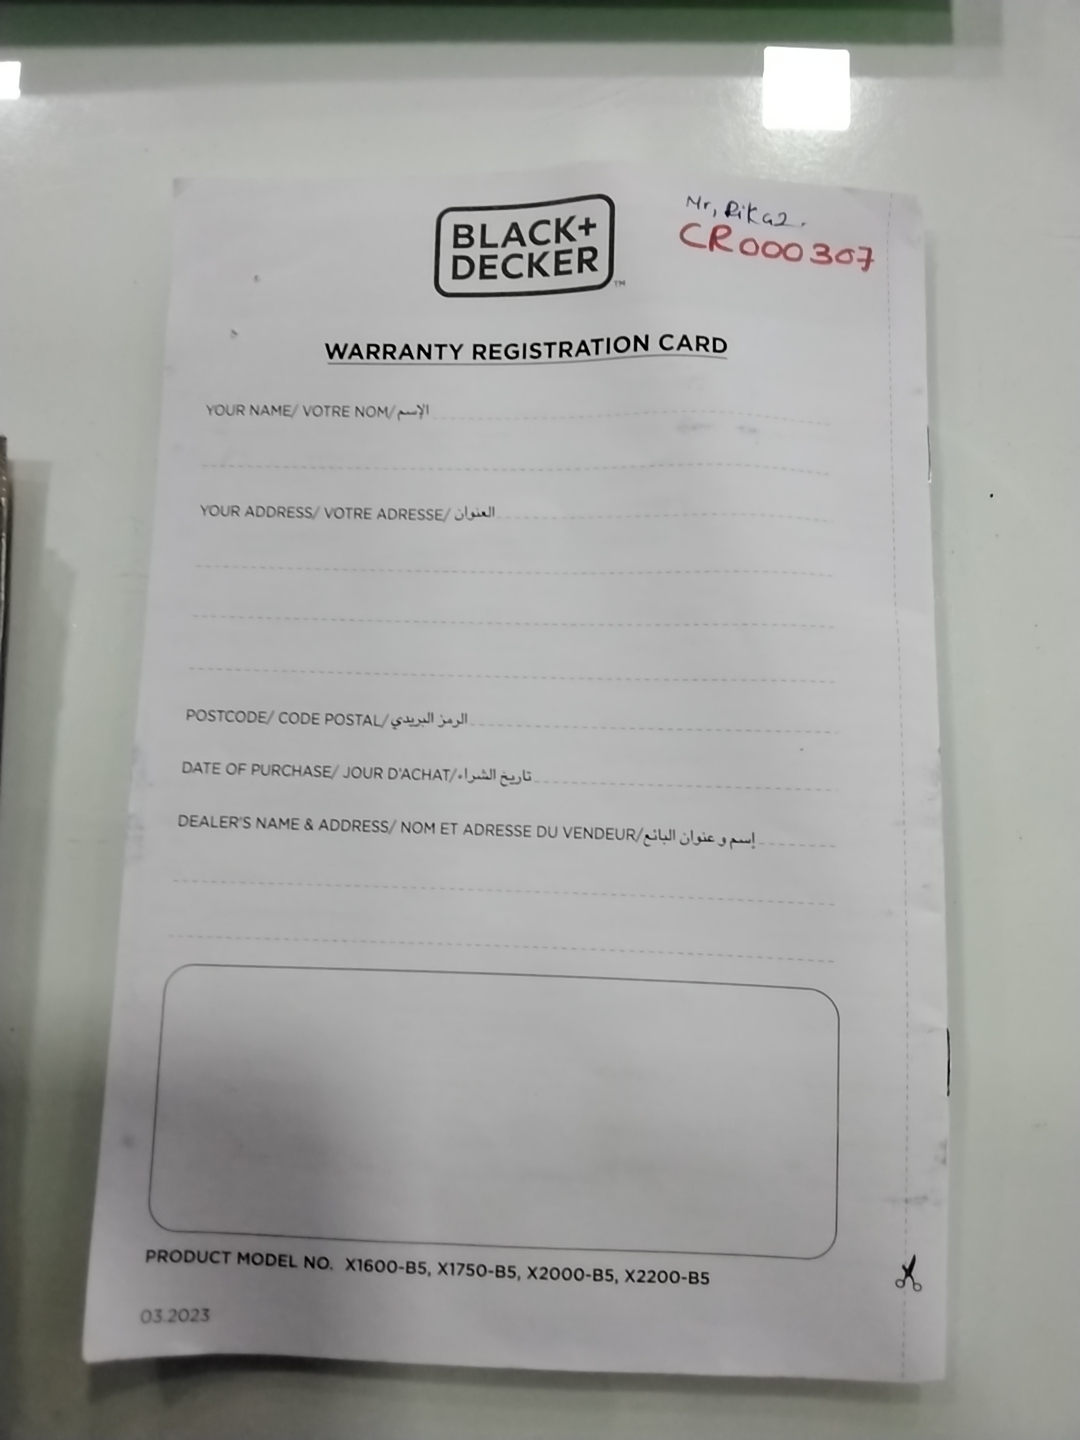 BLACK+
DECKER
™
Mr,
CR000307
WARRANTY REGISTRATION CARD
YOUR NAME/ VOTRE NOM/الإسم
YOUR ADDRESS/ VOTRE ADRESSE/ العنوان
POSTCODE/ CODE POSTAL/الرمز البريدي
DATE OF PURCHASE/ JOUR D'ACHAT/تاريخ الشراء
DEALER'S NAME & ADDRESS/ NOM ET ADRESSE DU VENDEUR/إسم و عنوان البائع
PRODUCT MODEL NO. X1600-B5, X1750-B5, X2000-B5, X2200-B5
03.2023